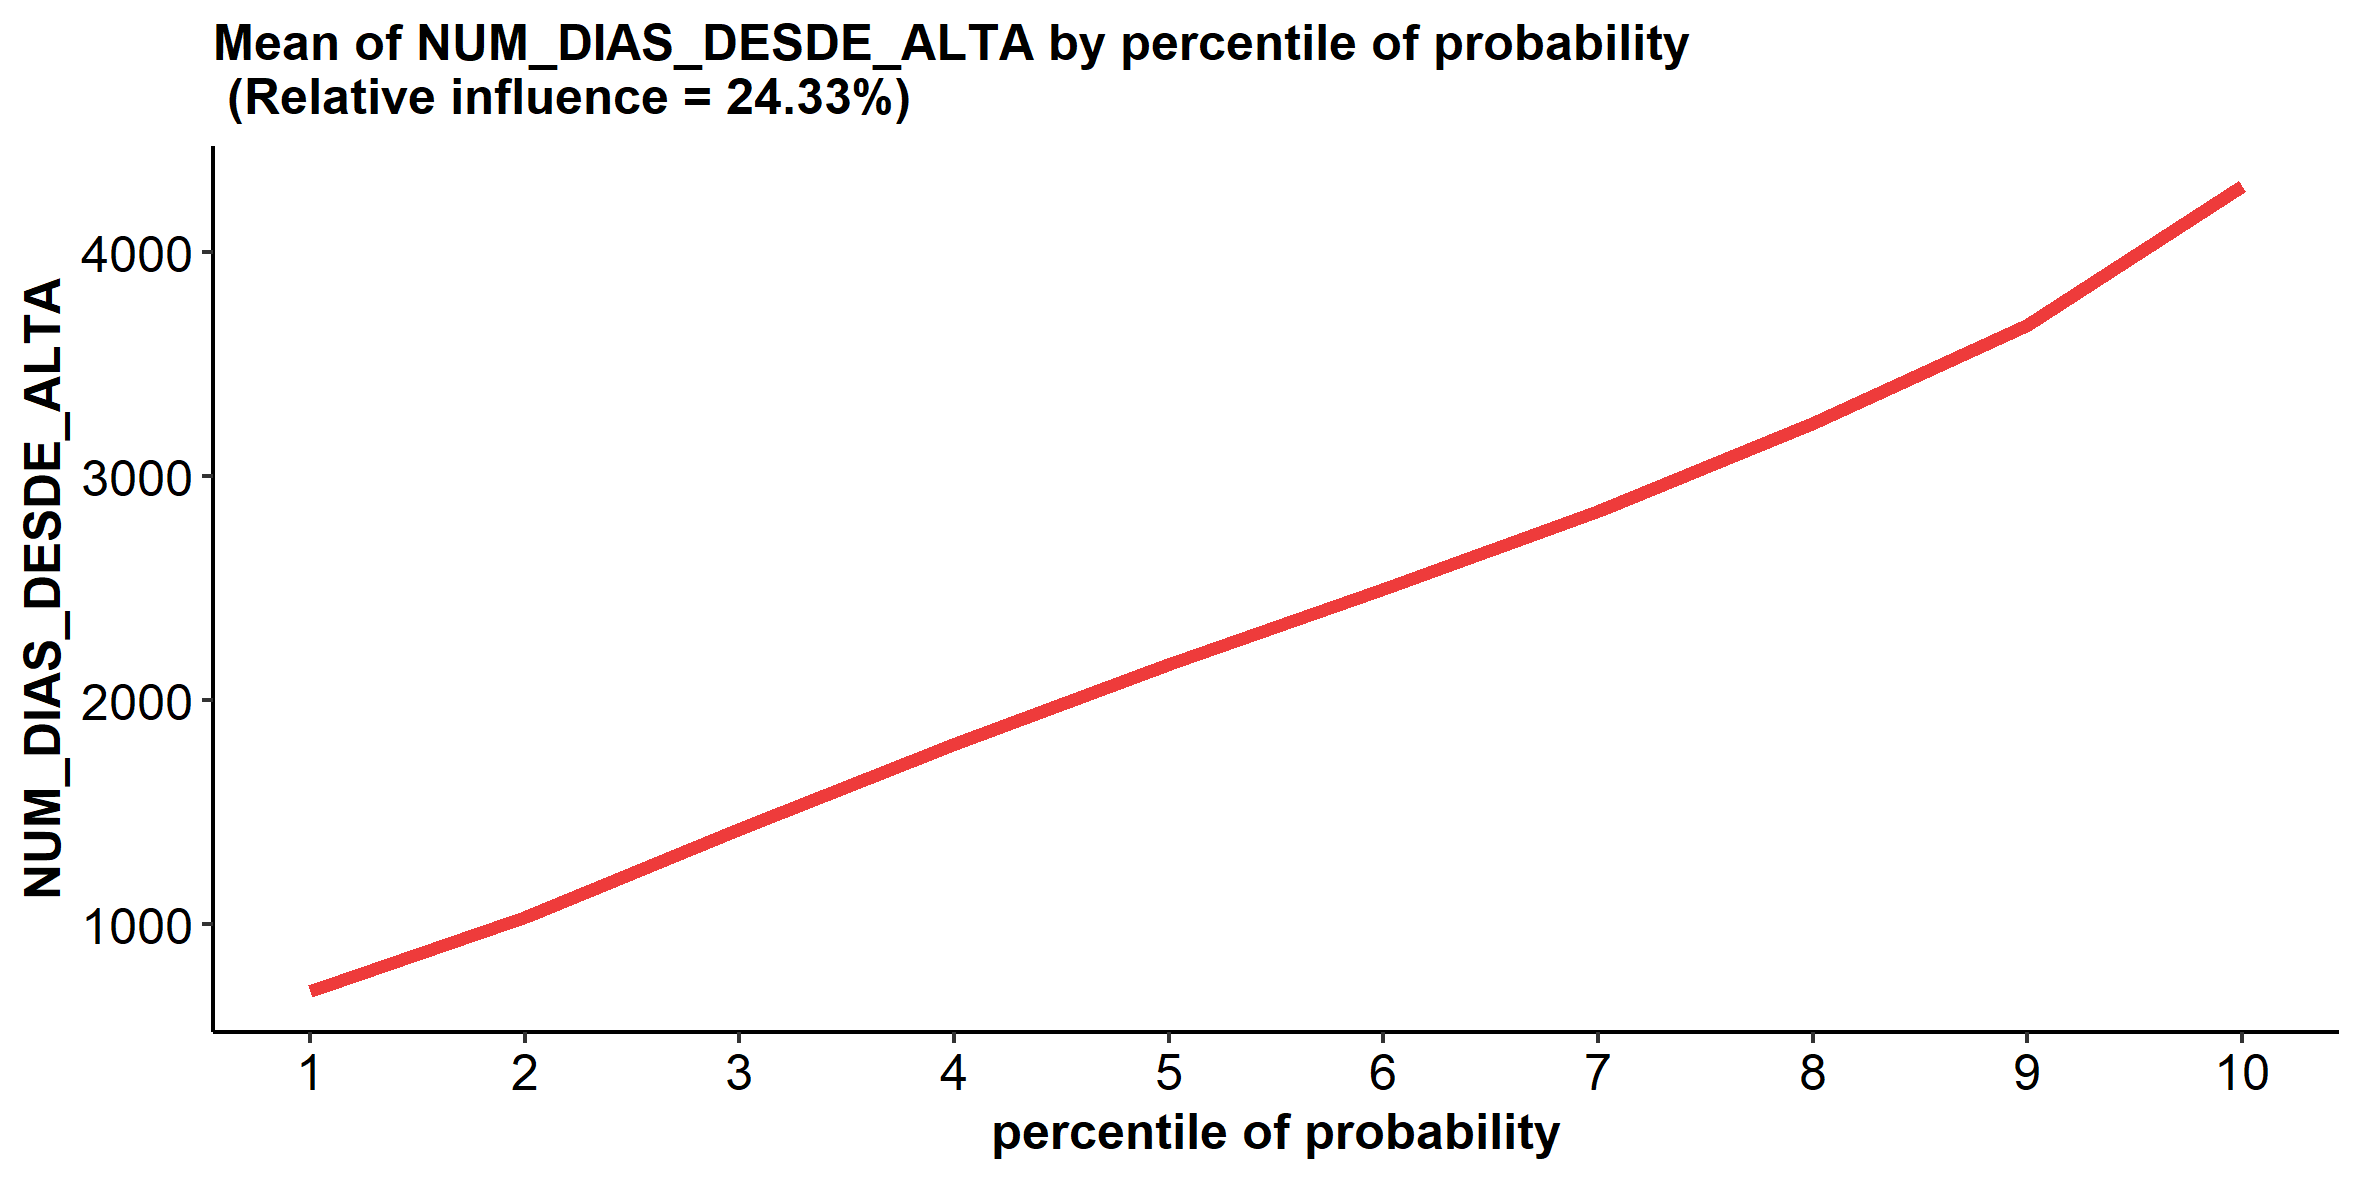 Mean of NUM_DIAS_DESDE_ALTA by percentile of probability
(Relative influence = 24.33%)
NUM_DIAS_DESDE_ALTA
4000
3000
2000
1000
1 2 3 4 5 6 7 8 9 10
percentile of probability